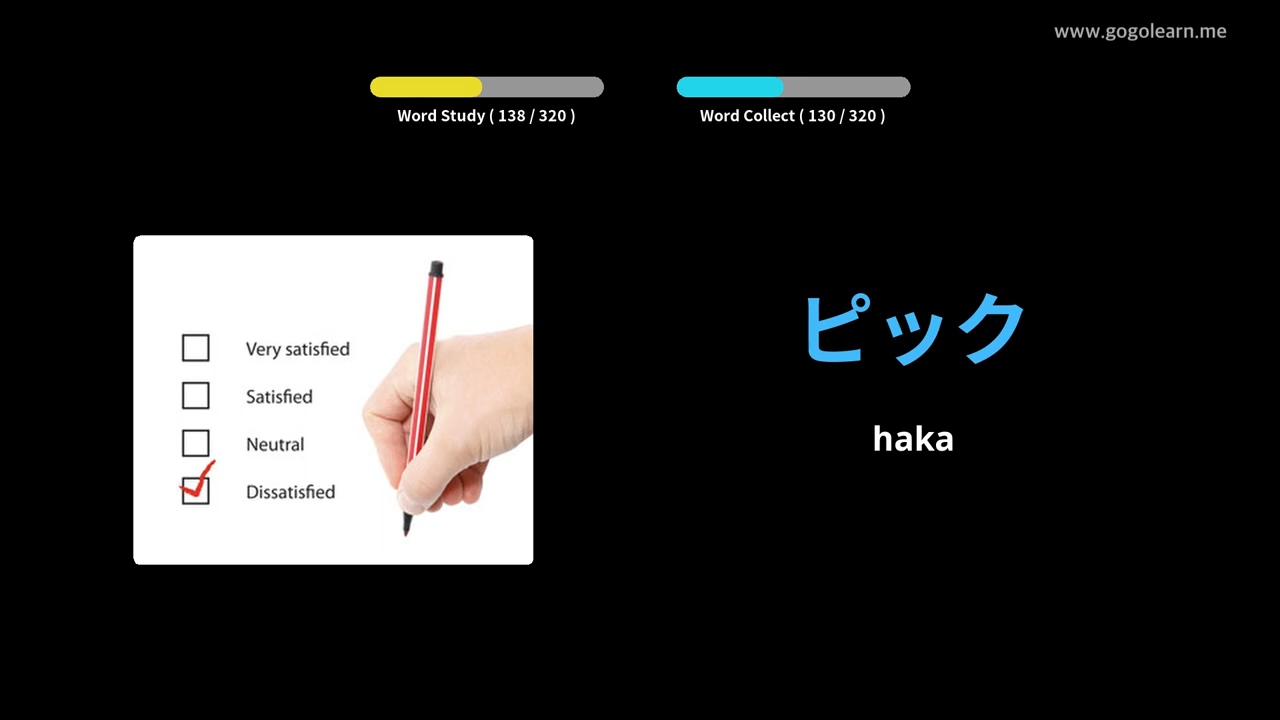 www.gogolearn.me
Word Study ( 138 / 320 )
Word Collect ( 130 / 320 )
Very satisfied
Satisfied
Neutral
Dissatisfied
ピック
haka